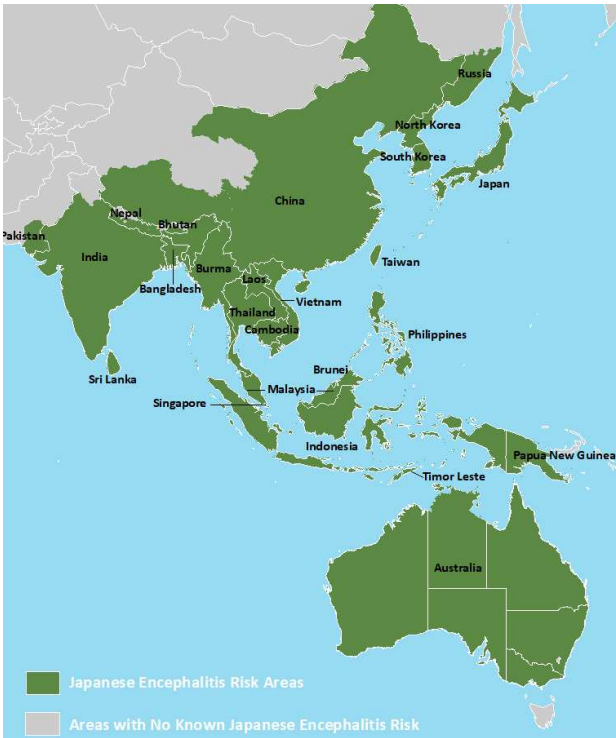 Russia
North Korea
South Korea
Japan
China
Nepal
Bhutan
Pakistan
India
Burma
Taiwan
Laos
Bangladesh
Vietnam
Thailand
Cambodia
Philippines
Sri Lanka
Brunei
Malaysia
Singapore
Indonesia
Papua New Guinea
Timor Leste
Australia
Japanese Encephalitis Risk Areas
Areas with No Known Japanese Encephalitis Risk